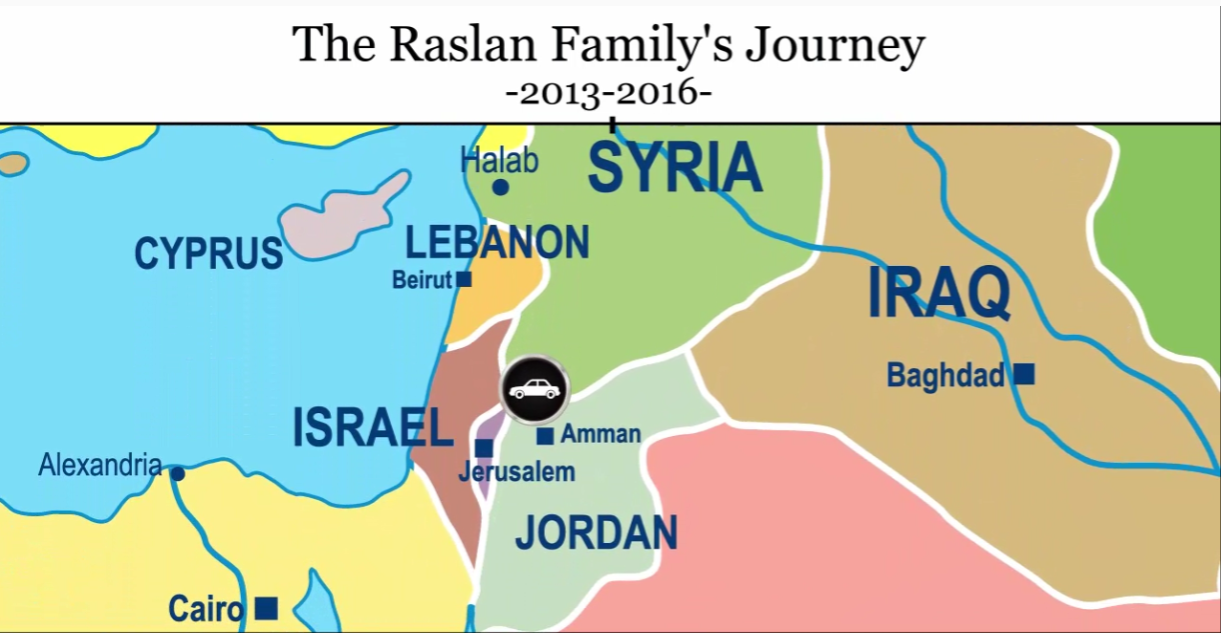 The Raslan Family's Journey
-2013-2016-
Halab
SYRIA
CYPRUS
LEBANON
Beirut
IRAQ
Baghdad
ISRAEL
Amman
Alexandria
Jerusalem
JORDAN
Cairo